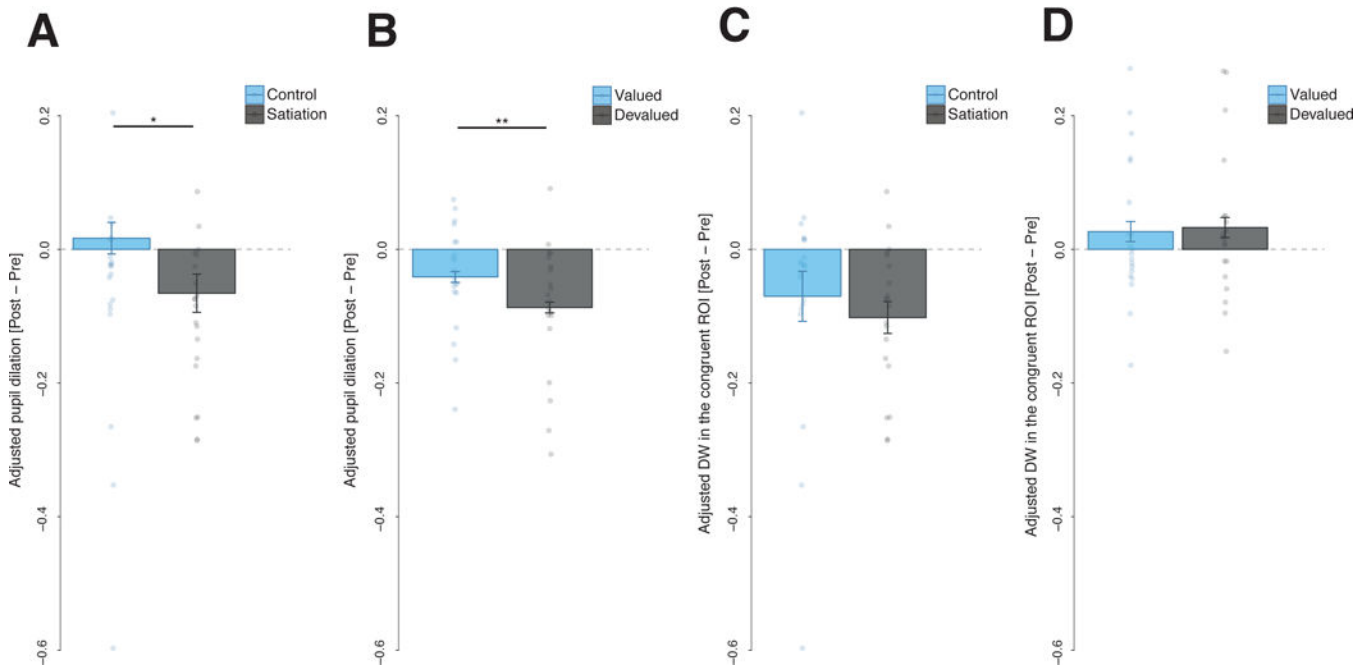 A
B
C
D
Control
Satiation
Valued
Devalued
Control
Satiation
Valued
Devalued
Adjusted pupil dilation [Post – Pre]
0.2
0.0
−0.2
−0.4
−0.6
*
Adjusted pupil dilation [Post – Pre]
0.2
0.0
−0.2
−0.4
−0.6
**
Adjusted DW in the congruent ROI [Post – Pre]
0.2
0.0
−0.2
−0.4
−0.6
Adjusted DW in the congruent ROI [Post – Pre]
0.2
0.0
−0.2
−0.4
−0.6